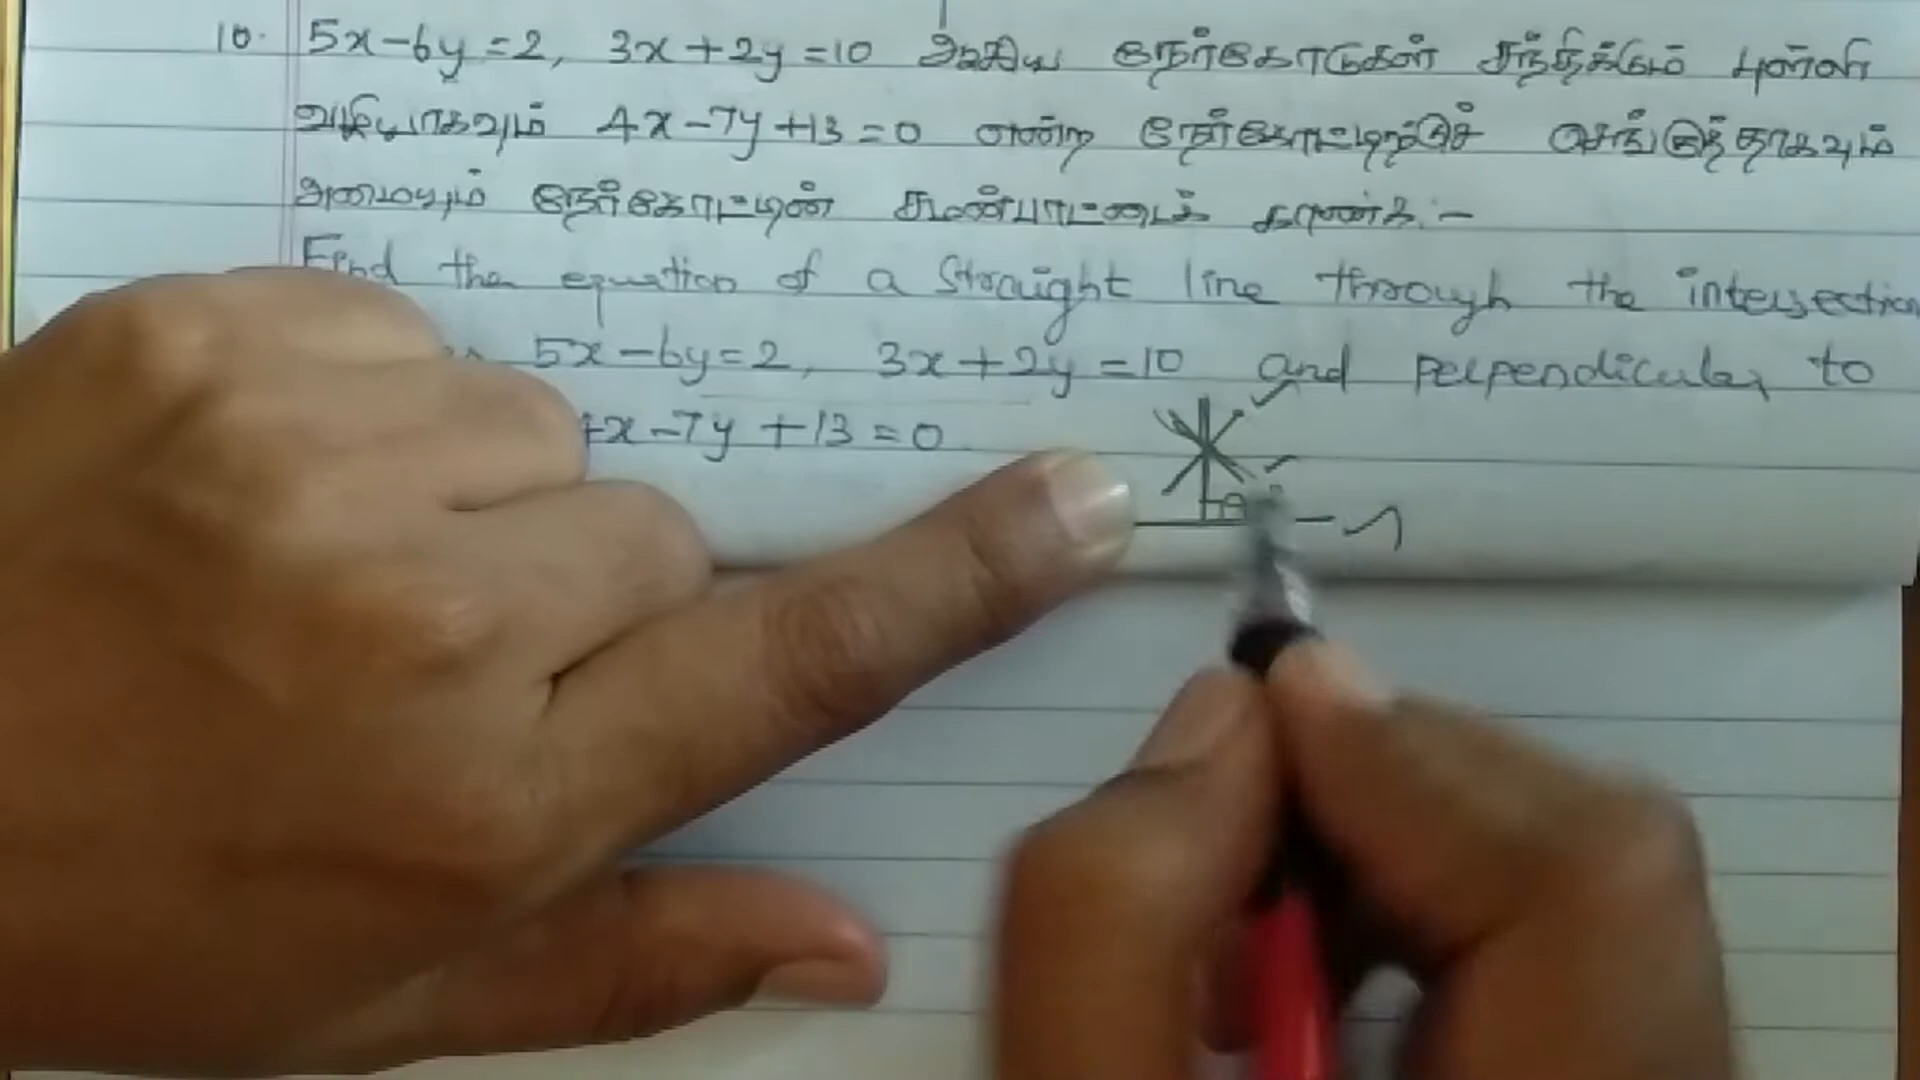 10. 5x-6y=2, 3x+2y=10 ஆகிய நேர்கோடுகள் சந்திக்கும் புள்ளி
வழியாகவும் 4x-7y+13=0 என்ற நேர்கோட்டிற்குச் செங்குத்தாகவும்
அமையும் நேர்கோட்டின் சமன்பாட்டைக் காண்க:-
Find the equation of a straight line through the intersection
5x-6y=2, 3x+2y=10 and perpendicular to
4x-7y+13=0
90°